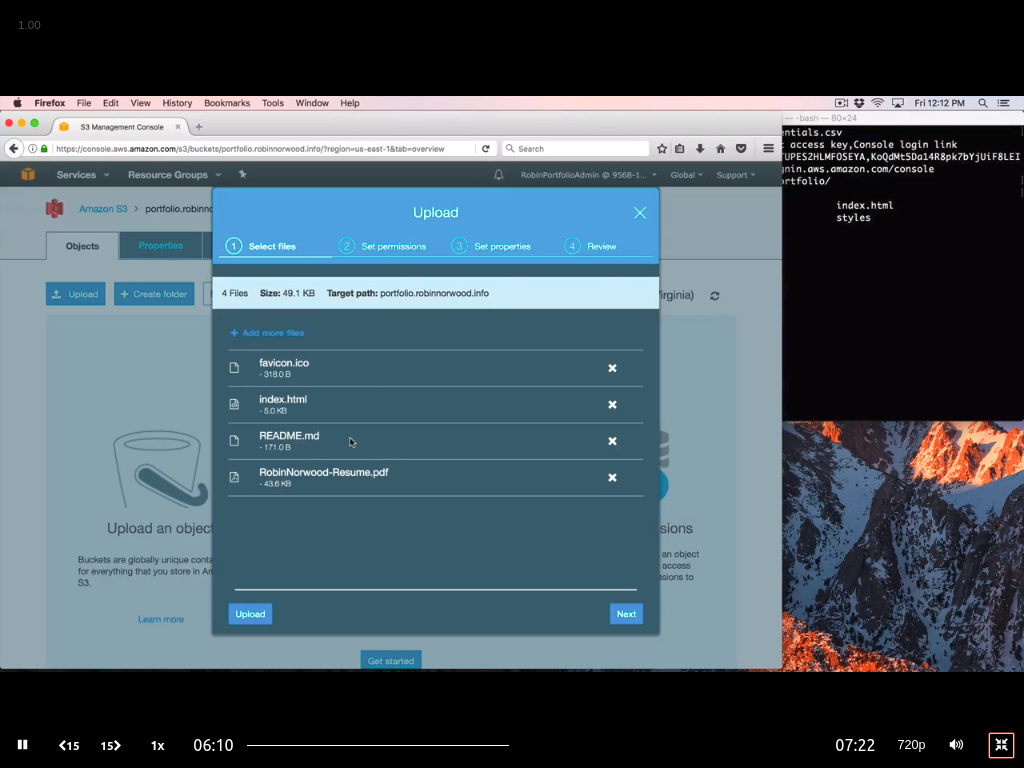 1.00
Firefox File Edit View History Bookmarks Tools Window Help
Fri 12:12 PM
S3 Management Console
— -bash — 80×24
https://console.aws.amazon.com/s3/buckets/portfolio.robinnorwood.info/?region=us-east-1&tab=overview
Search
entials.csv
t access key,Console login link
UPES2HLMFOSEYA,KoQdMt5Da14R8pk7bYjUiF8LEI
gnin.aws.amazon.com/console
ortfolio/
index.html
styles
Services Resource Groups
RobinPortfolioAdmin @ 9568-1... Global Support
Amazon S3 > portfolio.robinno
Objects
Properties
Upload
Create folder
irginia)
Upload
1 Select files
2 Set permissions
3 Set properties
4 Review
4 Files Size: 49.1 KB Target path: portfolio.robinnorwood.info
+ Add more files
favicon.ico
- 318.0 B
index.html
- 5.0 KB
README.md
- 171.0 B
RobinNorwood-Resume.pdf
- 43.6 KB
Upload
Next
Upload an object
Buckets are globally unique conta
for everything that you store in Am
S3.
Learn more
sions
an object
access
sions to
Get started
15
15
1x
06:10
07:22
720p